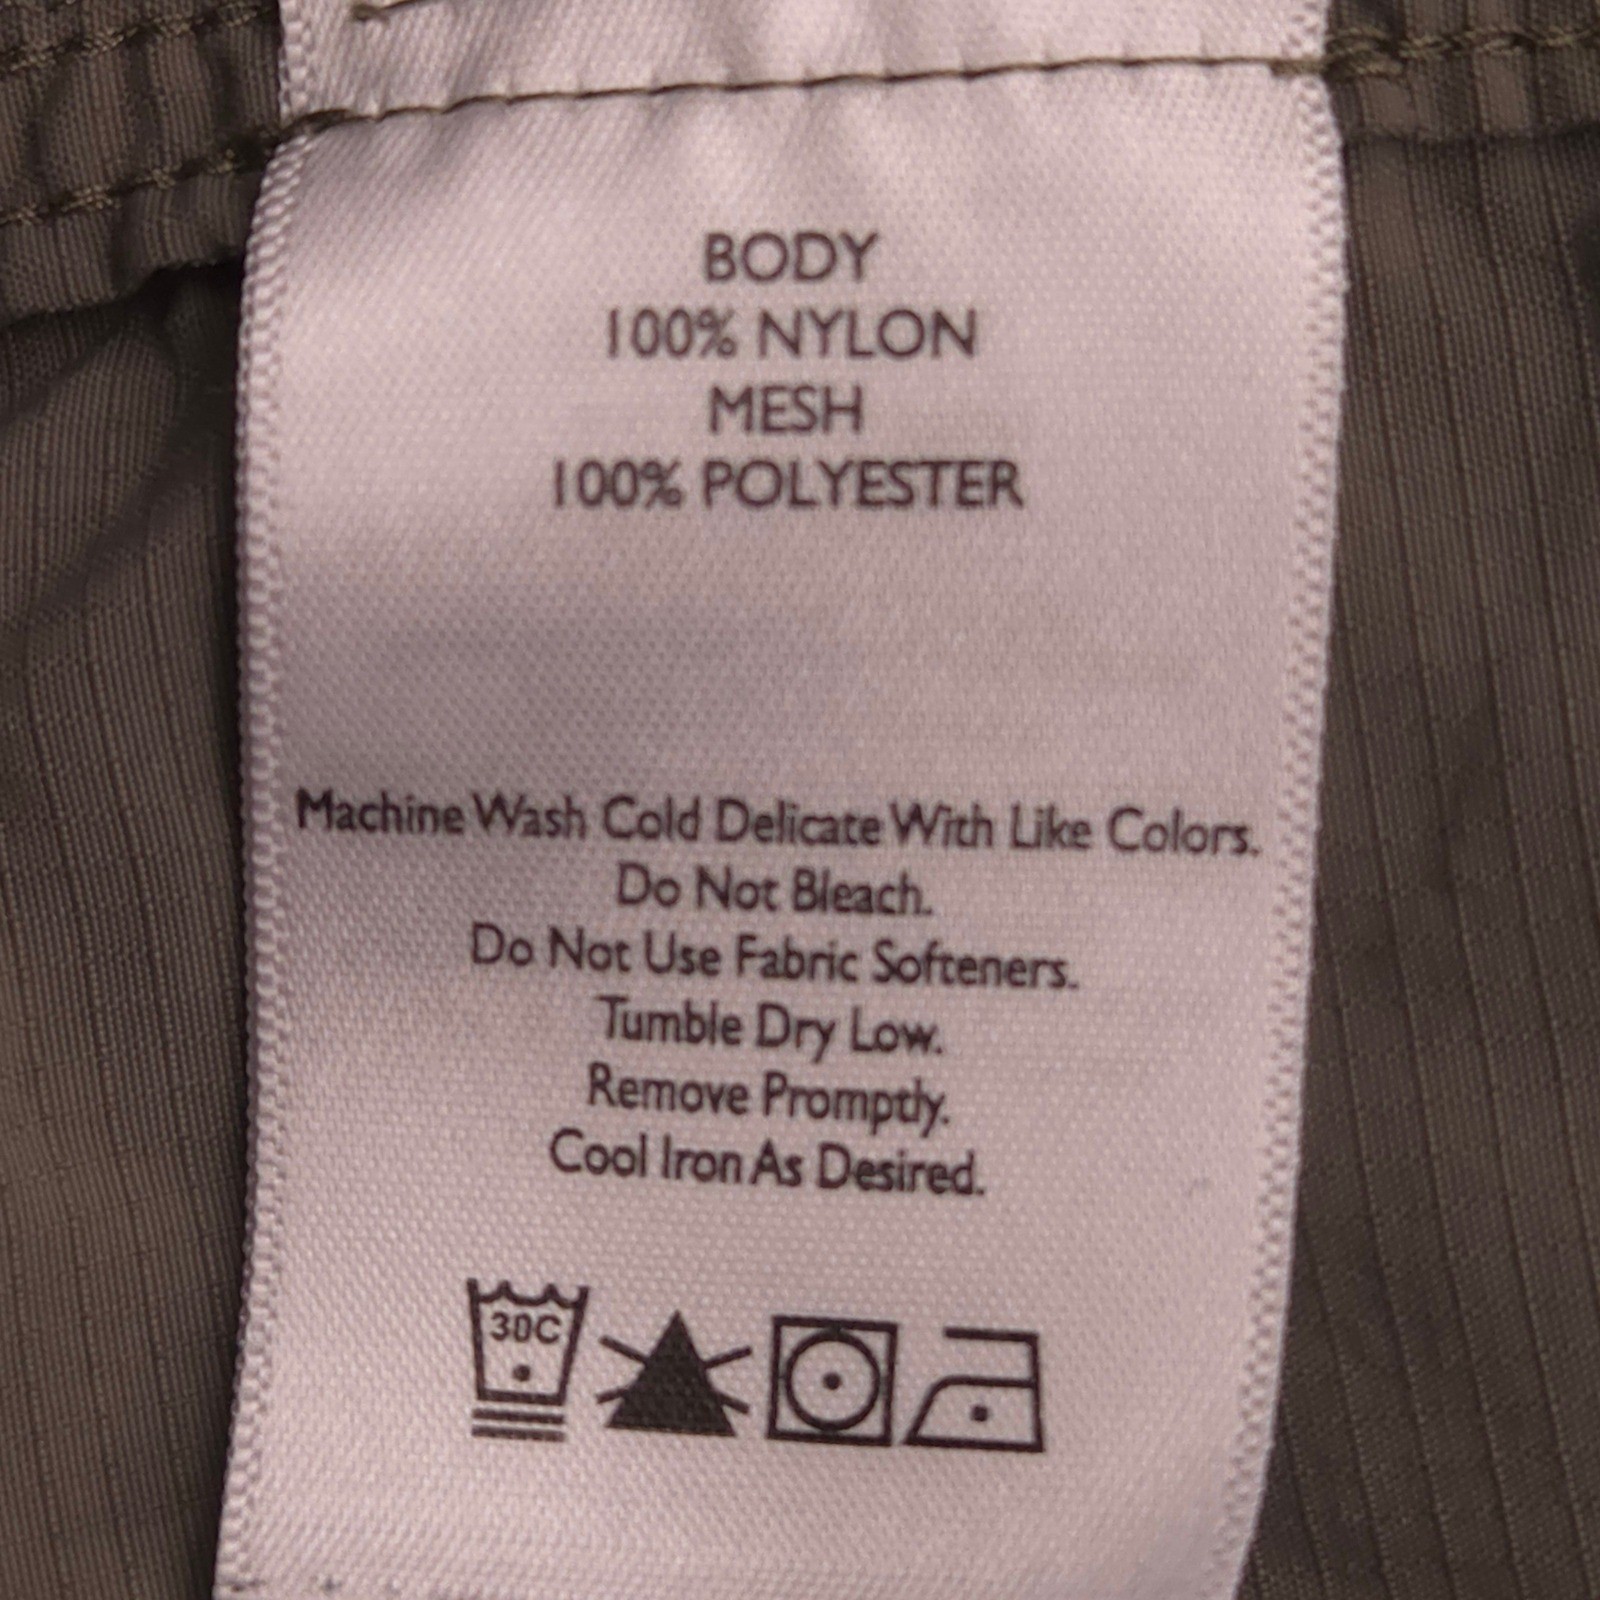 BODY
100% NYLON
MESH
100% POLYESTER
Machine Wash Cold Delicate With Like Colors.
Do Not Bleach.
Do Not Use Fabric Softeners.
Tumble Dry Low.
Remove Promptly.
Cool Iron As Desired.
30C